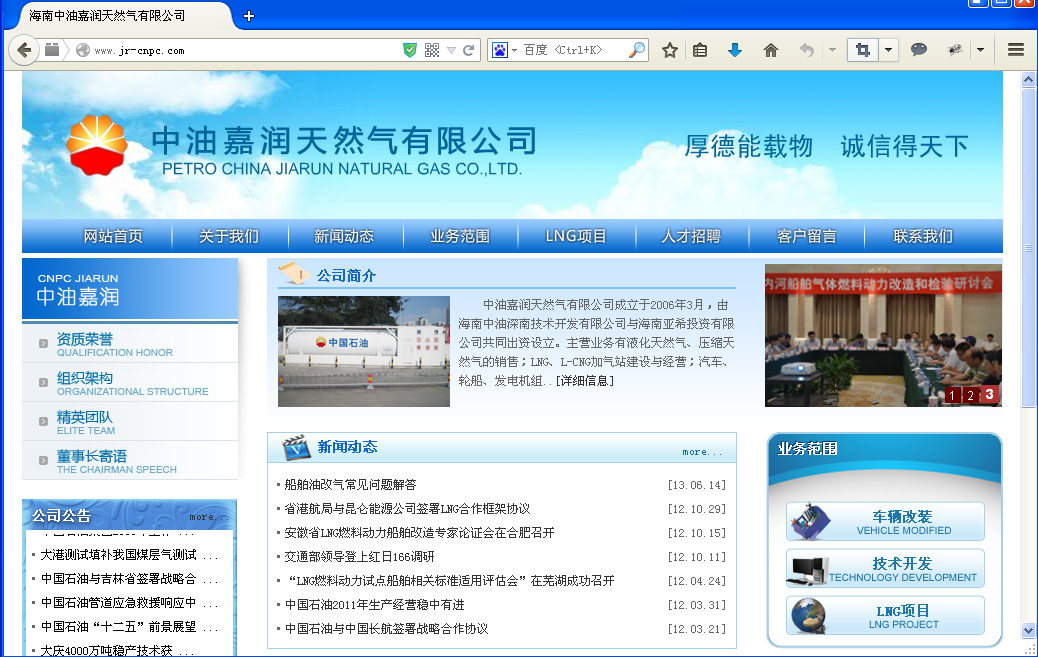 海南中油嘉润天然气有限公司
www.jr-cnpc.com
百度 <Ctrl+K>
中油嘉润天然气有限公司
PETRO CHINA JIARUN NATURAL GAS CO.,LTD.
厚德能载物 诚信得天下
网站首页 关于我们 新闻动态 业务范围 LNG项目 人才招聘 客户留言 联系我们
CNPC JIARUN
中油嘉润
资质荣誉
QUALIFICATION HONOR
组织架构
ORGANIZATIONAL STRUCTURE
精英团队
ELITE TEAM
董事长寄语
THE CHAIRMAN SPEECH
公司公告 more...
大港测试填补我国煤层气测试 ...
中国石油与吉林省签署战略合 ...
中国石油管道应急救援响应中 ...
中国石油“十二五”前景展望 ...
大庆4000万吨稳产技术获 ...
公司简介
中国石油
中油嘉润天然气有限公司成立于2006年3月，由
海南中油深南技术开发有限公司与海南亚希投资有限
公司共同出资设立。主营业务有液化天然气、压缩天
然气的销售；LNG、L-CNG加气站建设与经营；汽车、
轮船、发电机组..[详细信息]
内河船舶气体燃料动力改造和检验研讨会
1 2 3
新闻动态 more...
船舶油改气常见问题解答 [13.06.14]
省港航局与昆仑能源公司签署LNG合作框架协议 [12.10.29]
安徽省LNG燃料动力船舶改造专家论证会在合肥召开 [12.10.15]
交通部领导登上红日166调研 [12.10.11]
“LNG燃料动力试点船舶相关标准适用评估会”在芜湖成功召开 [12.04.24]
中国石油2011年生产经营稳中有进 [12.03.31]
中国石油与中国长航签署战略合作协议 [12.03.21]
业务范围
车辆改装
VEHICLE MODIFIED
技术开发
TECHNOLOGY DEVELOPMENT
LNG项目
LNG PROJECT